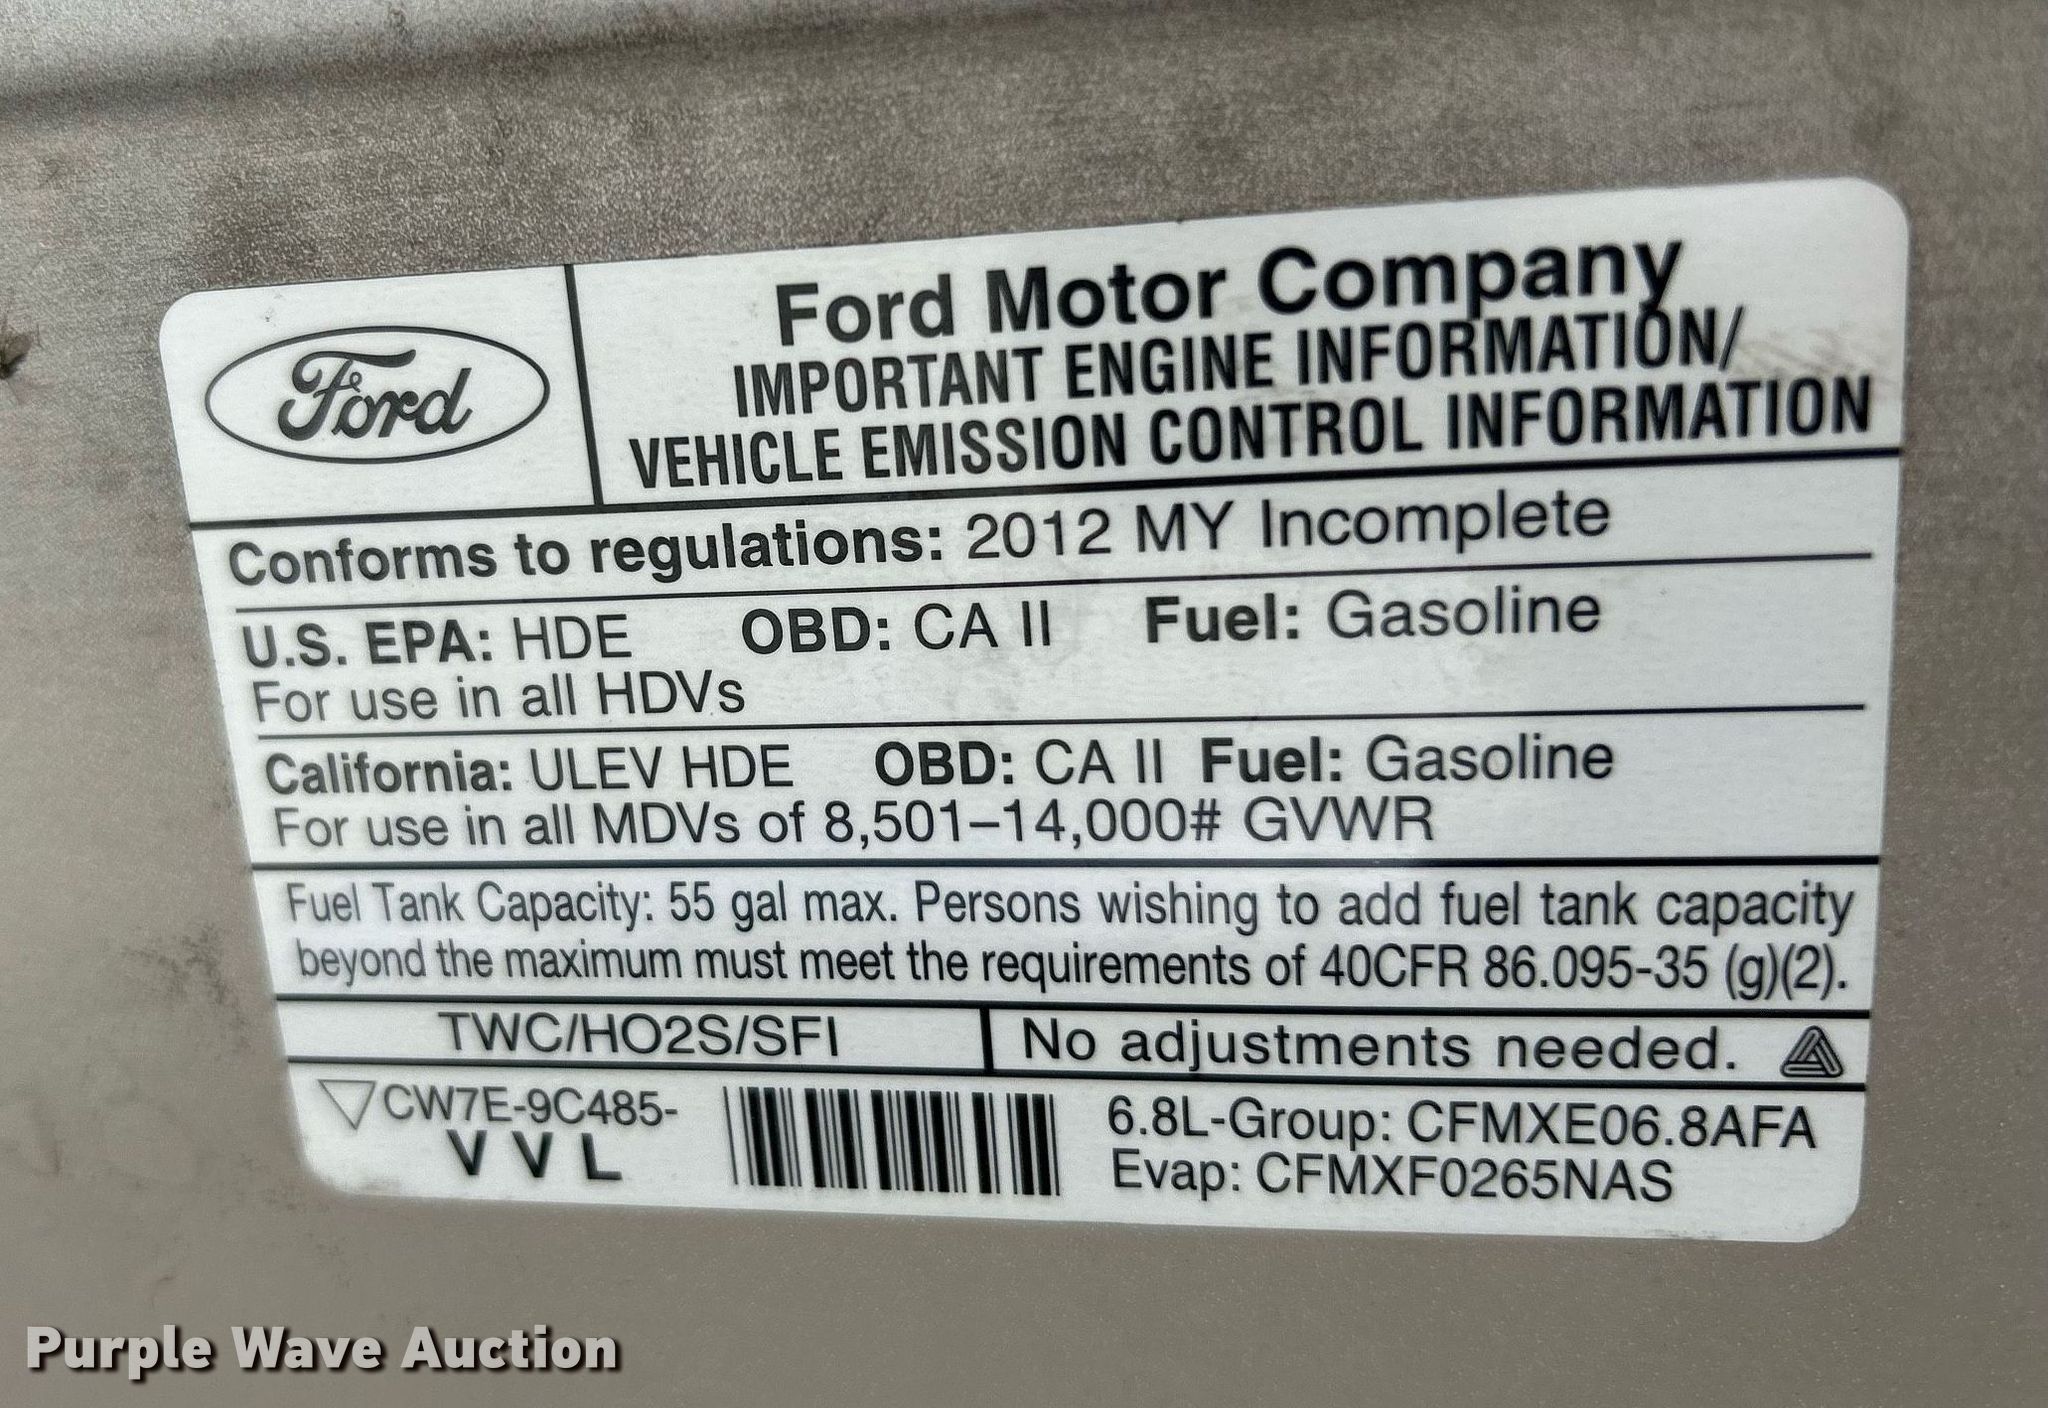 Ford
Ford Motor Company
IMPORTANT ENGINE INFORMATION/
VEHICLE EMISSION CONTROL INFORMATION
Conforms to regulations: 2012 MY Incomplete
U.S. EPA: HDE OBD: CA II Fuel: Gasoline
For use in all HDVs
California: ULEV HDE OBD: CA II Fuel: Gasoline
For use in all MDVs of 8,501–14,000# GVWR
Fuel Tank Capacity: 55 gal max. Persons wishing to add fuel tank capacity
beyond the maximum must meet the requirements of 40CFR 86.095-35 (g)(2).
TWC/HO2S/SFI
No adjustments needed.
CW7E-9C485-
V V L
6.8L-Group: CFMXE06.8AFA
Evap: CFMXF0265NAS
Purple Wave Auction